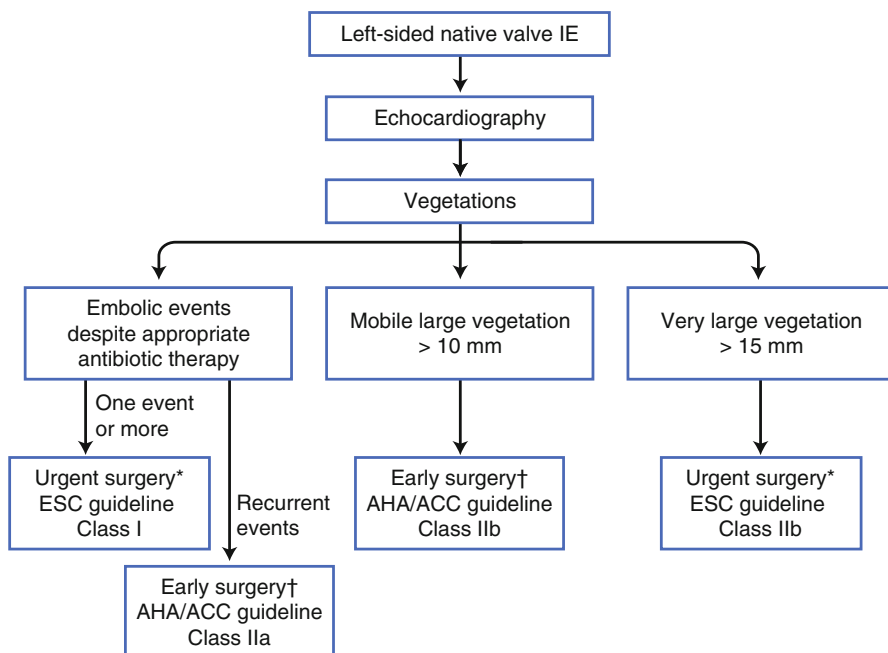 Left-sided native valve IE
Echocardiography
Vegetations
Embolic events
despite appropriate
antibiotic therapy
Mobile large vegetation
> 10 mm
Very large vegetation
> 15 mm
One event
or more
Urgent surgery*
ESC guideline
Class I
Recurrent
events
Early surgery†
AHA/ACC guideline
Class IIa
Early surgery†
AHA/ACC guideline
Class IIb
Urgent surgery*
ESC guideline
Class IIb